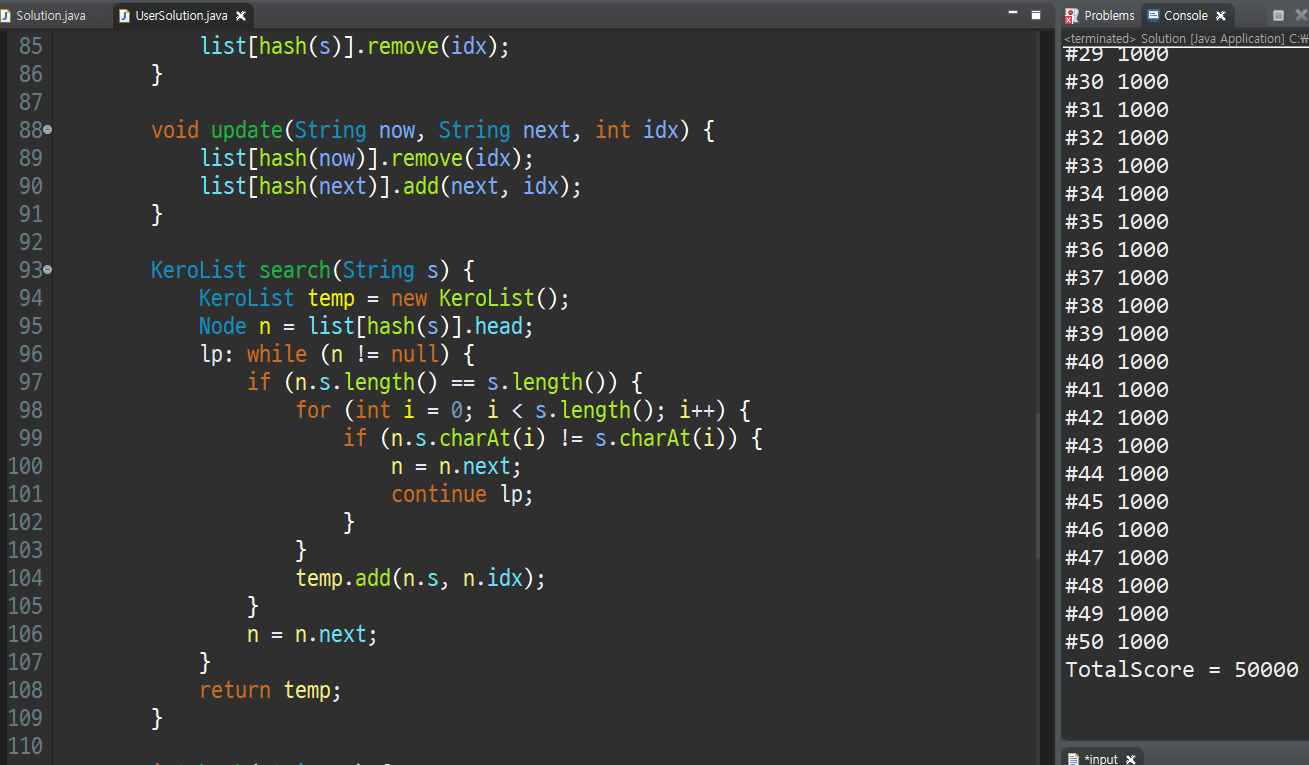 Solution.java
UserSolution.java
85 list[hash(s)].remove(idx);
86 }
87
88 void update(String now, String next, int idx) {
89 list[hash(now)].remove(idx);
90 list[hash(next)].add(next, idx);
91 }
92
93 KeroList search(String s) {
94 KeroList temp = new KeroList();
95 Node n = list[hash(s)].head;
96 lp: while (n != null) {
97 if (n.s.length() == s.length()) {
98 for (int i = 0; i < s.length(); i++) {
99 if (n.s.charAt(i) != s.charAt(i)) {
100 n = n.next;
101 continue lp;
102 }
103 }
104 temp.add(n.s, n.idx);
105 }
106 n = n.next;
107 }
108 return temp;
109 }
110
Problems
Console
<terminated> Solution [Java Application] C:₩
#29 1000
#30 1000
#31 1000
#32 1000
#33 1000
#34 1000
#35 1000
#36 1000
#37 1000
#38 1000
#39 1000
#40 1000
#41 1000
#42 1000
#43 1000
#44 1000
#45 1000
#46 1000
#47 1000
#48 1000
#49 1000
#50 1000
TotalScore = 50000
*input